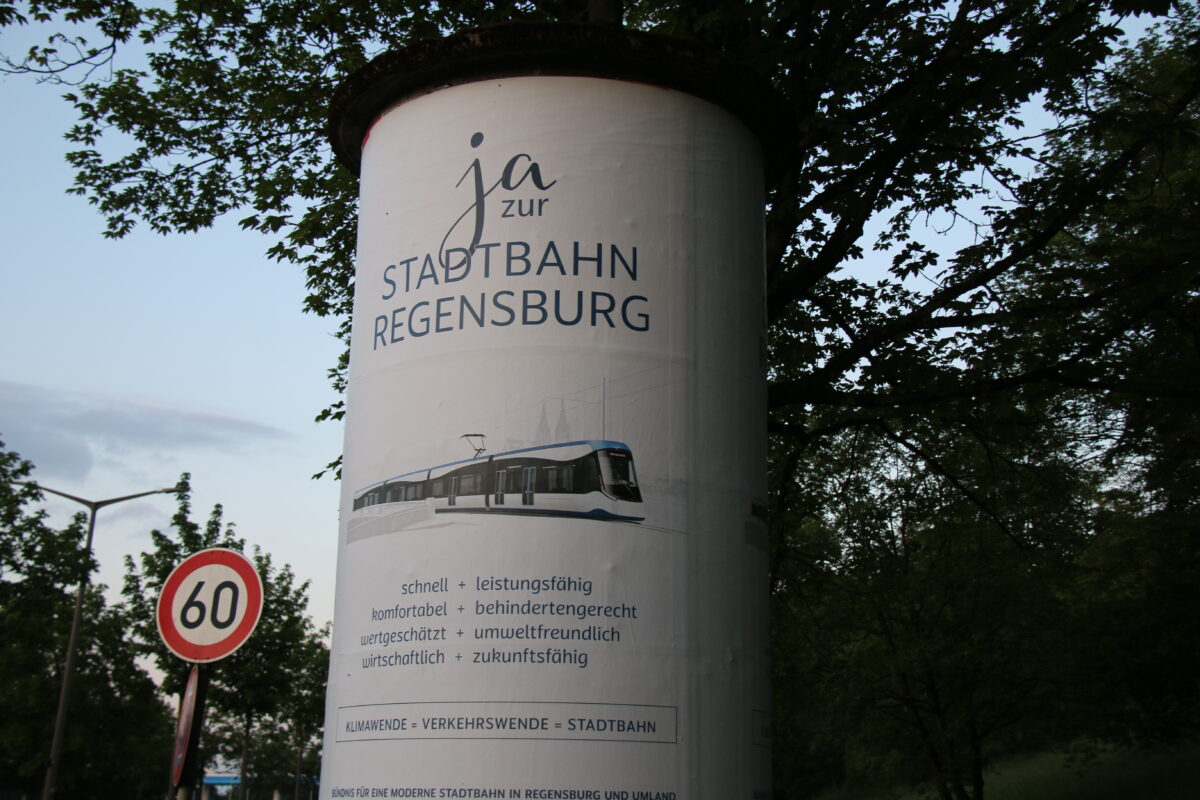 ja
zur
STADTBAHN
REGENSBURG
schnell + leistungsfähig
komfortabel + behindertengerecht
wertgeschätzt + umweltfreundlich
wirtschaftlich + zukunftsfähig
KLIMAWENDE = VERKEHRSWENDE = STADTBAHN
BÜNDNIS FÜR EINE MODERNE STADTBAHN IN REGENSBURG UND UMLAND
60